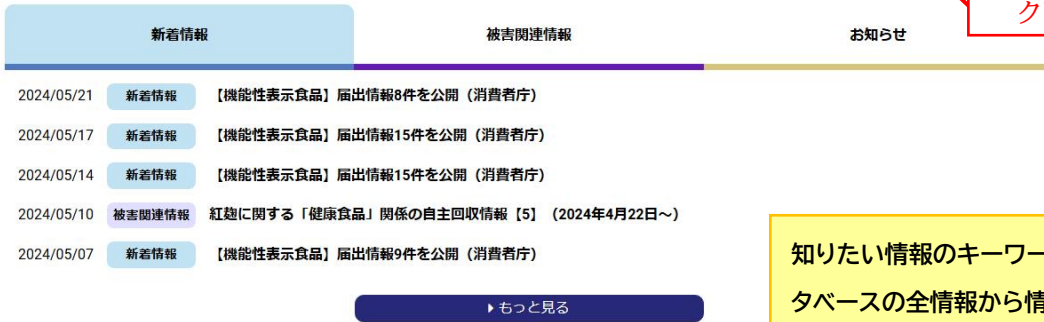 ク
新着情報 被害関連情報 お知らせ
2024/05/21 新着情報 【機能性表示食品】届出情報8件を公開（消費者庁）
2024/05/17 新着情報 【機能性表示食品】届出情報15件を公開（消費者庁）
2024/05/14 新着情報 【機能性表示食品】届出情報15件を公開（消費者庁）
2024/05/10 被害関連情報 紅麹に関する「健康食品」関係の自主回収情報【5】（2024年4月22日～）
2024/05/07 新着情報 【機能性表示食品】届出情報9件を公開（消費者庁）
もっと見る
知りたい情報のキーワー
タベースの全情報から情